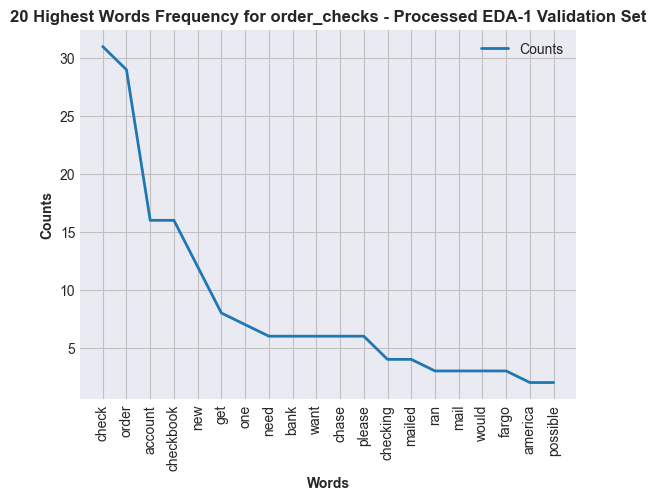 20 Highest Words Frequency for order_checks - Processed EDA-1 Validation Set
Counts
30
25
20
15
10
5
Counts
check
order
account
checkbook
new
get
one
need
bank
want
chase
please
checking
mailed
ran
mail
would
fargo
america
possible
Words